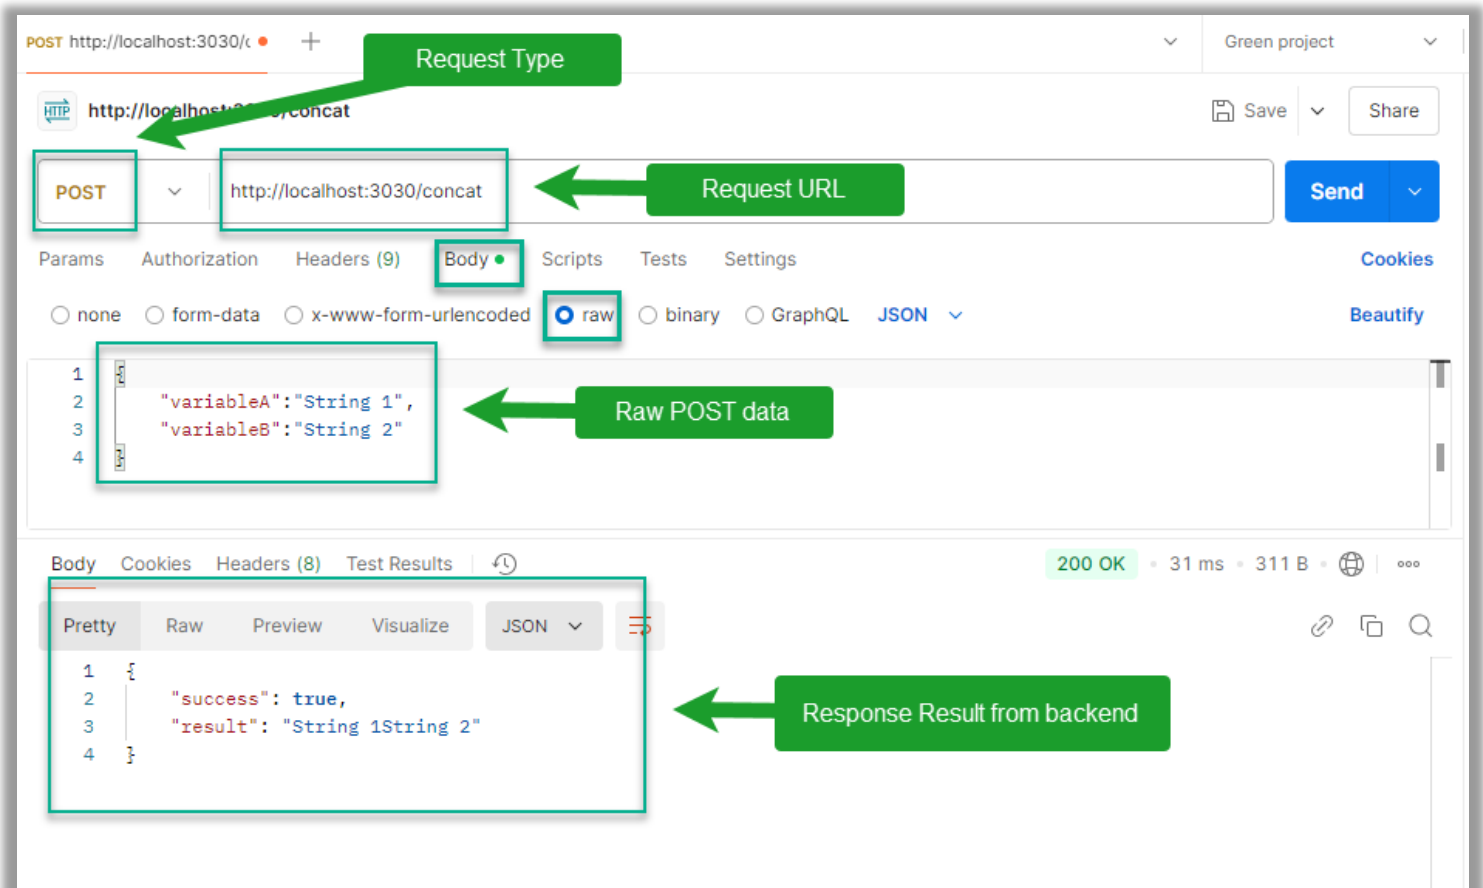 POST http://localhost:3030/c
Green project
Request Type
HTTP http://localhost:3030/concat
Save
Share
POST
http://localhost:3030/concat
Request URL
Send
Params Authorization Headers (9) Body Scripts Tests Settings Cookies
none form-data x-www-form-urlencoded raw binary GraphQL JSON Beautify
1 {
2 "variableA":"String 1",
3 "variableB":"String 2"
4 }
Raw POST data
Body Cookies Headers (8) Test Results 200 OK 31 ms 311 B
Pretty Raw Preview Visualize JSON
1 {
2 "success": true,
3 "result": "String 1String 2"
4 }
Response Result from backend